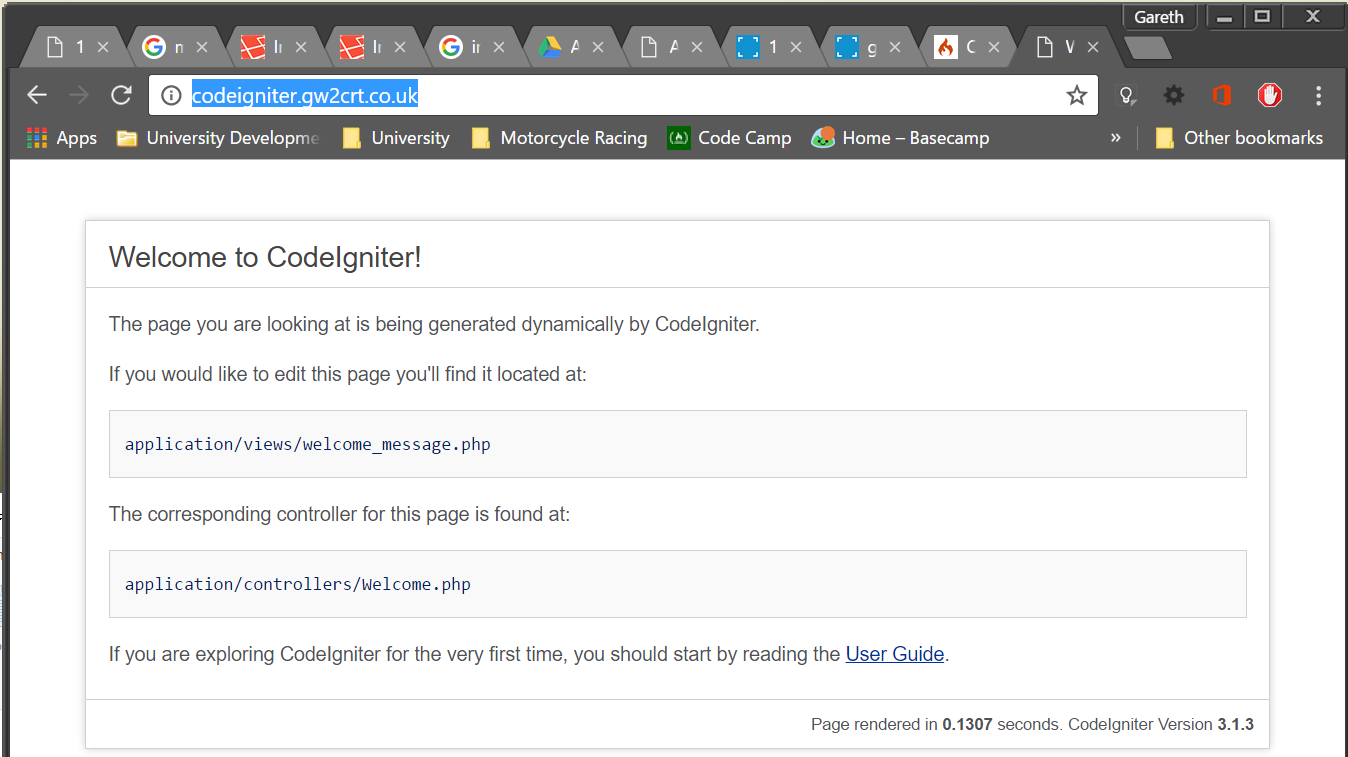 Gareth
1 n Ir Ir A A 1 g C V
codeigniter.gw2crt.co.uk
Apps University Developme University Motorcycle Racing Code Camp Home – Basecamp » Other bookmarks
Welcome to CodeIgniter!
The page you are looking at is being generated dynamically by CodeIgniter.
If you would like to edit this page you'll find it located at:
application/views/welcome_message.php
The corresponding controller for this page is found at:
application/controllers/Welcome.php
If you are exploring CodeIgniter for the very first time, you should start by reading the User Guide.
Page rendered in 0.1307 seconds. CodeIgniter Version 3.1.3